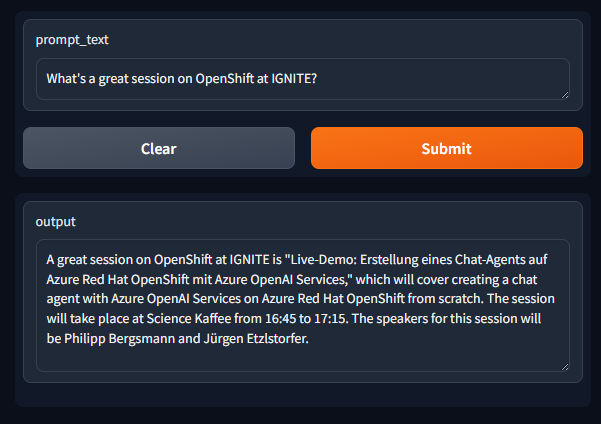 prompt_text
What's a great session on OpenShift at IGNITE?
Clear
Submit
output
A great session on OpenShift at IGNITE is "Live-Demo: Erstellung eines Chat-Agents auf
Azure Red Hat OpenShift mit Azure OpenAI Services," which will cover creating a chat
agent with Azure OpenAI Services on Azure Red Hat OpenShift from scratch. The session
will take place at Science Kaffee from 16:45 to 17:15. The speakers for this session will
be Philipp Bergsmann and Jürgen Etzlstorfer.